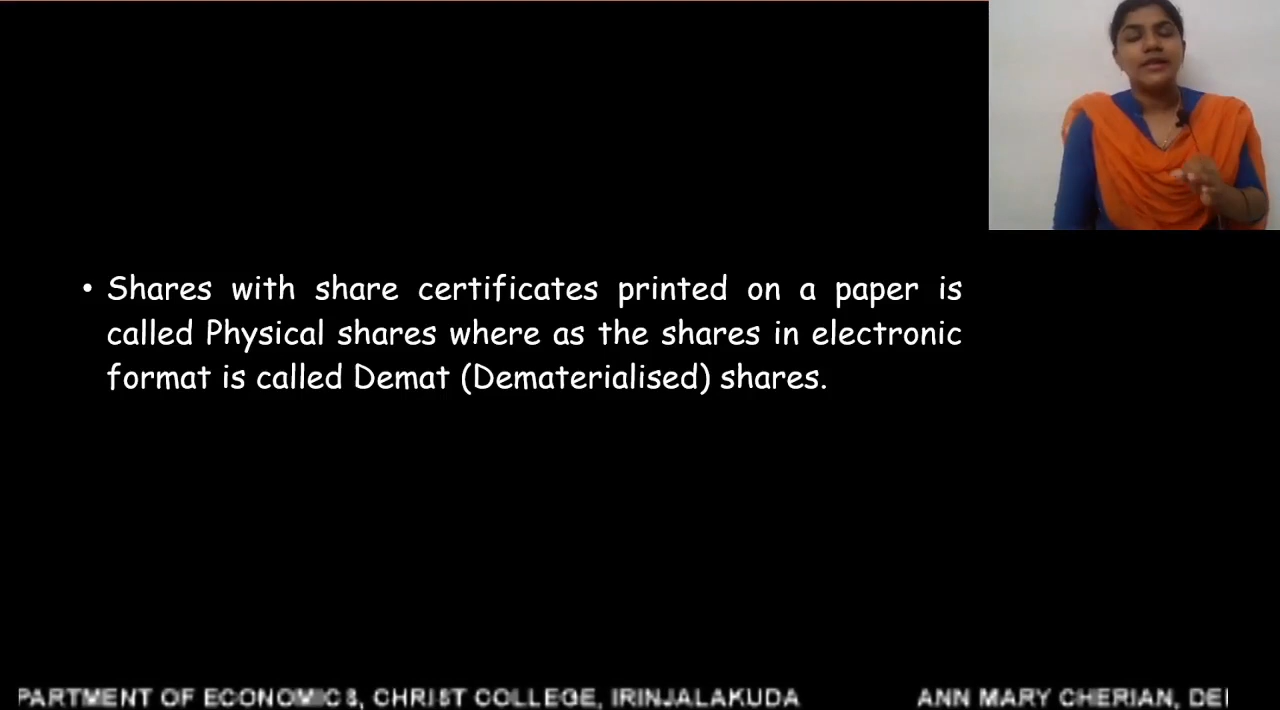 • Shares with share certificates printed on a paper is
called Physical shares where as the shares in electronic
format is called Demat (Dematerialised) shares.
PARTMENT OF ECONOMICS, CHRIST COLLEGE, IRINJALAKUDA ANN MARY CHERIAN, DE